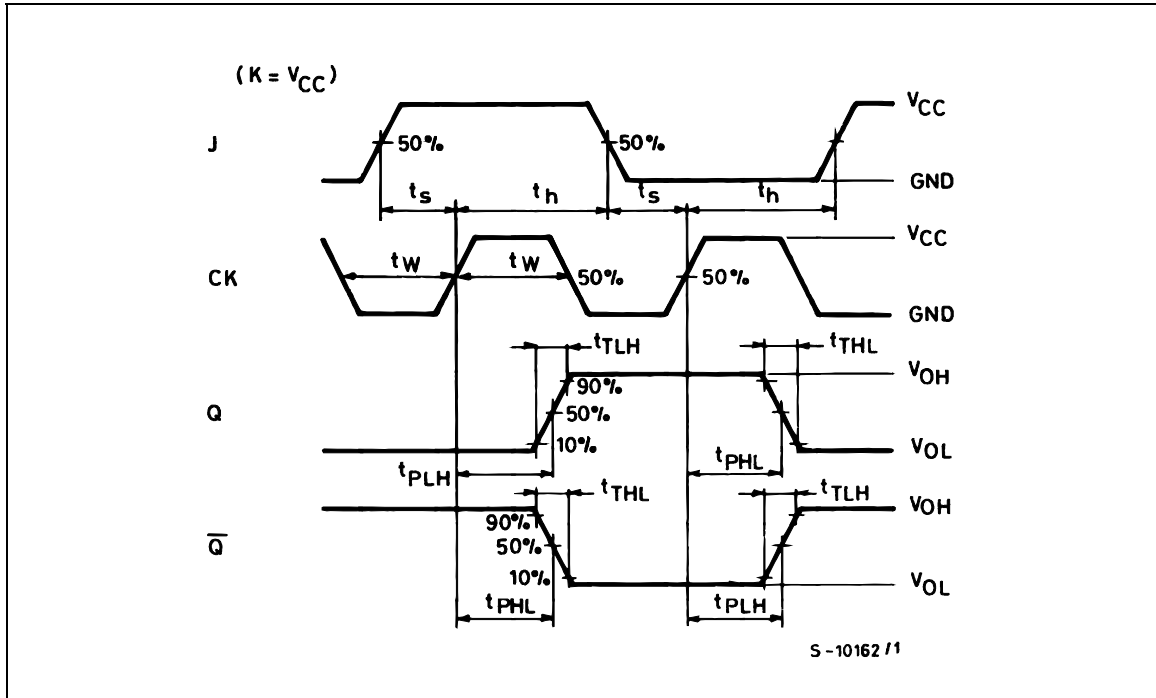 (K = VCC)
J
50%
50%
VCC
GND
ts
th
ts
th
CK
tW
tW
50%
50%
VCC
GND
tTLH
tTHL
Q
90%
50%
10%
VOH
VOL
tPLH
tPHL
tTHL
tTLH
Q̅
90%
50%
10%
VOH
VOL
tPHL
tPLH
S-10162/1